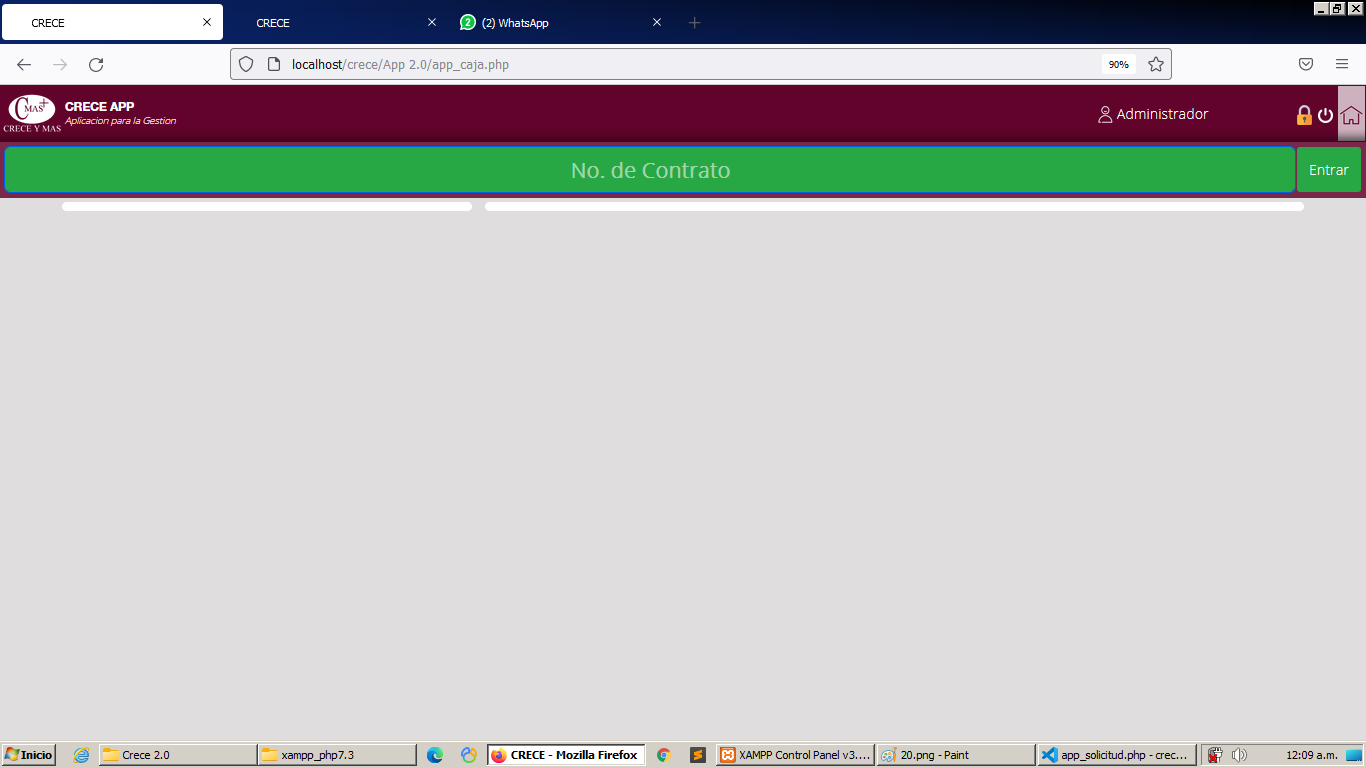 CRECE
CRECE
2
(2) WhatsApp
localhost/crece/App 2.0/app_caja.php
90%
CMAS+
CRECE Y MAS
CRECE APP
Aplicacion para la Gestion
Administrador
No. de Contrato
Entrar
Inicio
Crece 2.0
xampp_php7.3
CRECE - Mozilla Firefox
XAMPP Control Panel v3....
20.png - Paint
app_solicitud.php - crec...
12:09 a.m.